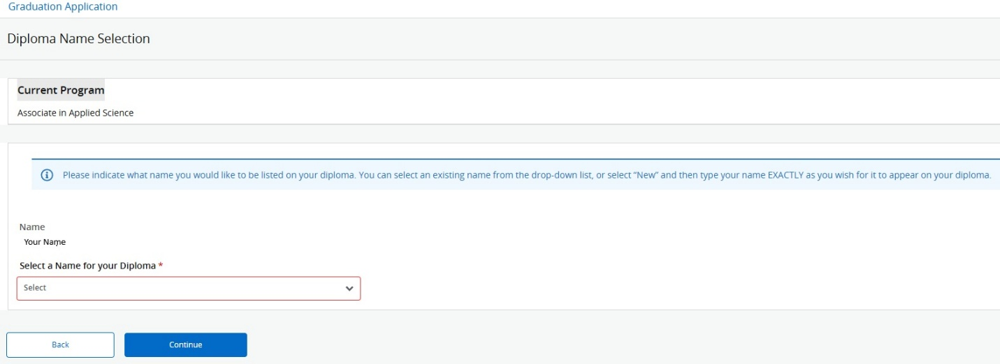 Graduation Application
Diploma Name Selection
Current Program
Associate in Applied Science
Please indicate what name you would like to be listed on your diploma. You can select an existing name from the drop-down list, or select “New” and then type your name EXACTLY as you wish for it to appear on your diploma.
Name
Your Name
Select a Name for your Diploma *
Select
Back Continue